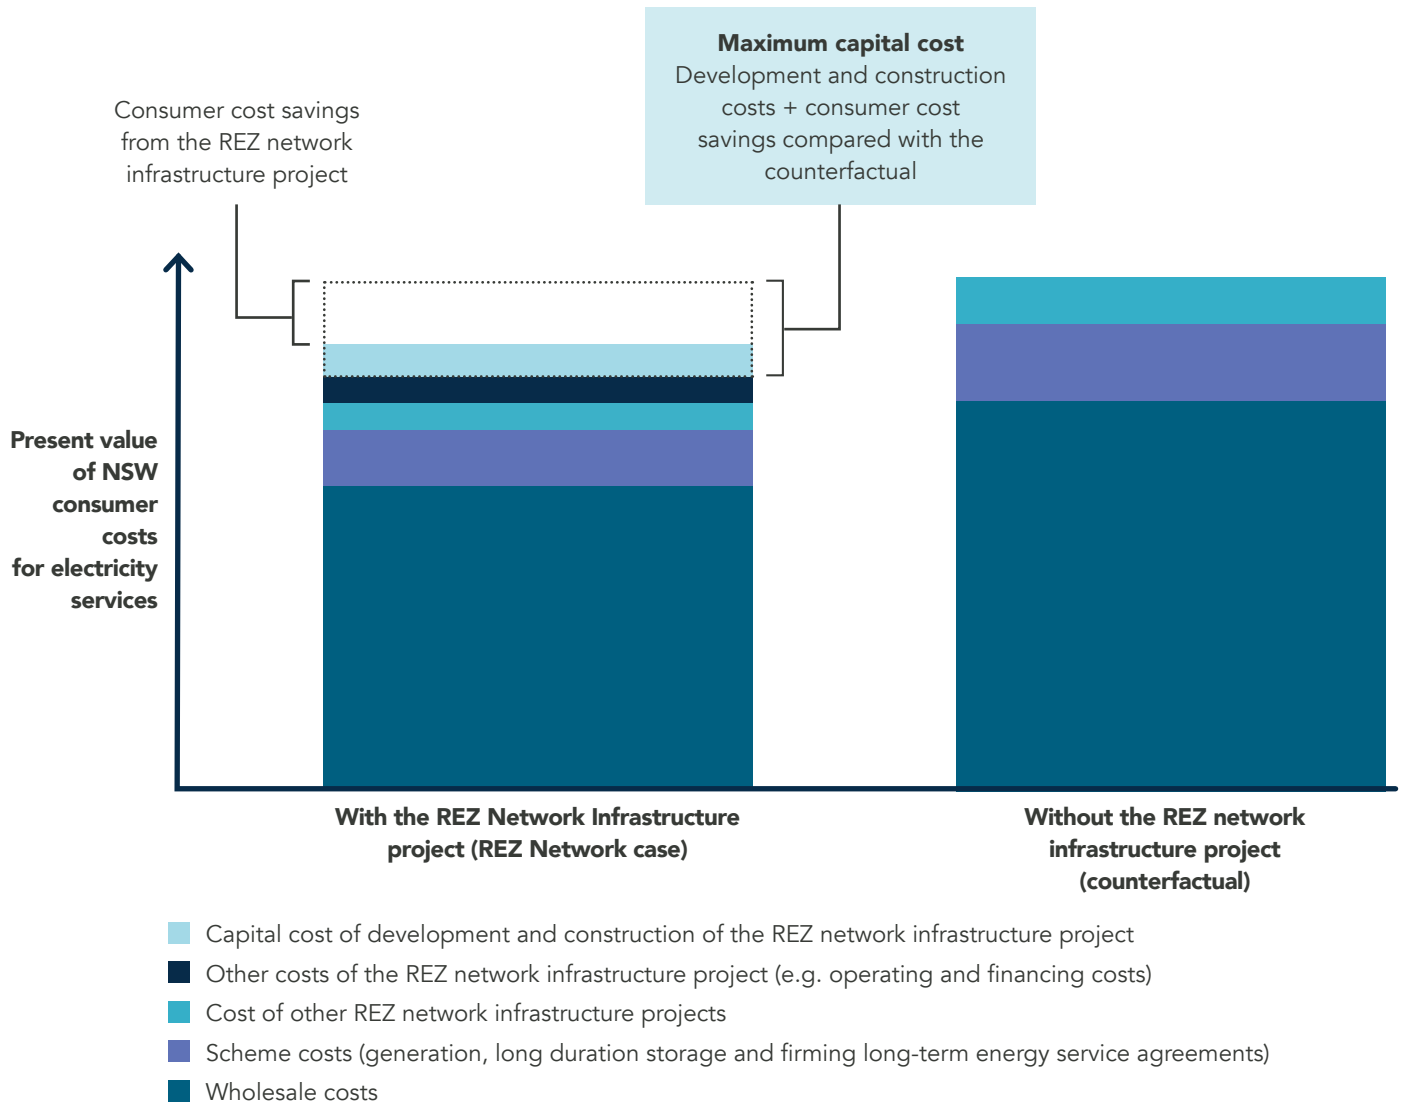 Maximum capital cost
Development and construction
costs + consumer cost
savings compared with the
counterfactual
Consumer cost savings
from the REZ network
infrastructure project
Present value
of NSW
consumer
costs
for electricity
services
With the REZ Network Infrastructure
project (REZ Network case)
Without the REZ network
infrastructure project
(counterfactual)
Capital cost of development and construction of the REZ network infrastructure project
Other costs of the REZ network infrastructure project (e.g. operating and financing costs)
Cost of other REZ network infrastructure projects
Scheme costs (generation, long duration storage and firming long-term energy service agreements)
Wholesale costs